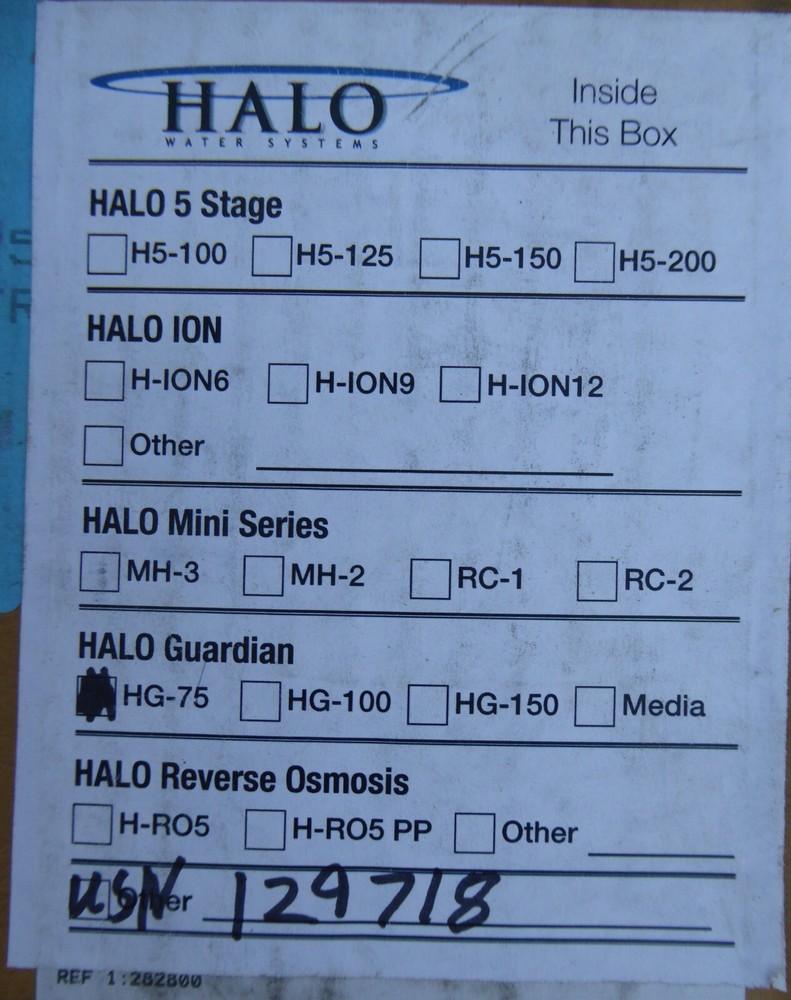 HALO Inside
WATER SYSTEMS This Box
HALO 5 Stage
H5-100 H5-125 H5-150 H5-200
HALO ION
H-ION6 H-ION9 H-ION12
Other
HALO Mini Series
MH-3 MH-2 RC-1 RC-2
HALO Guardian
HG-75 HG-100 HG-150 Media
HALO Reverse Osmosis
H-RO5 H-RO5 PP Other
USN Other 129718
REF 1:282800